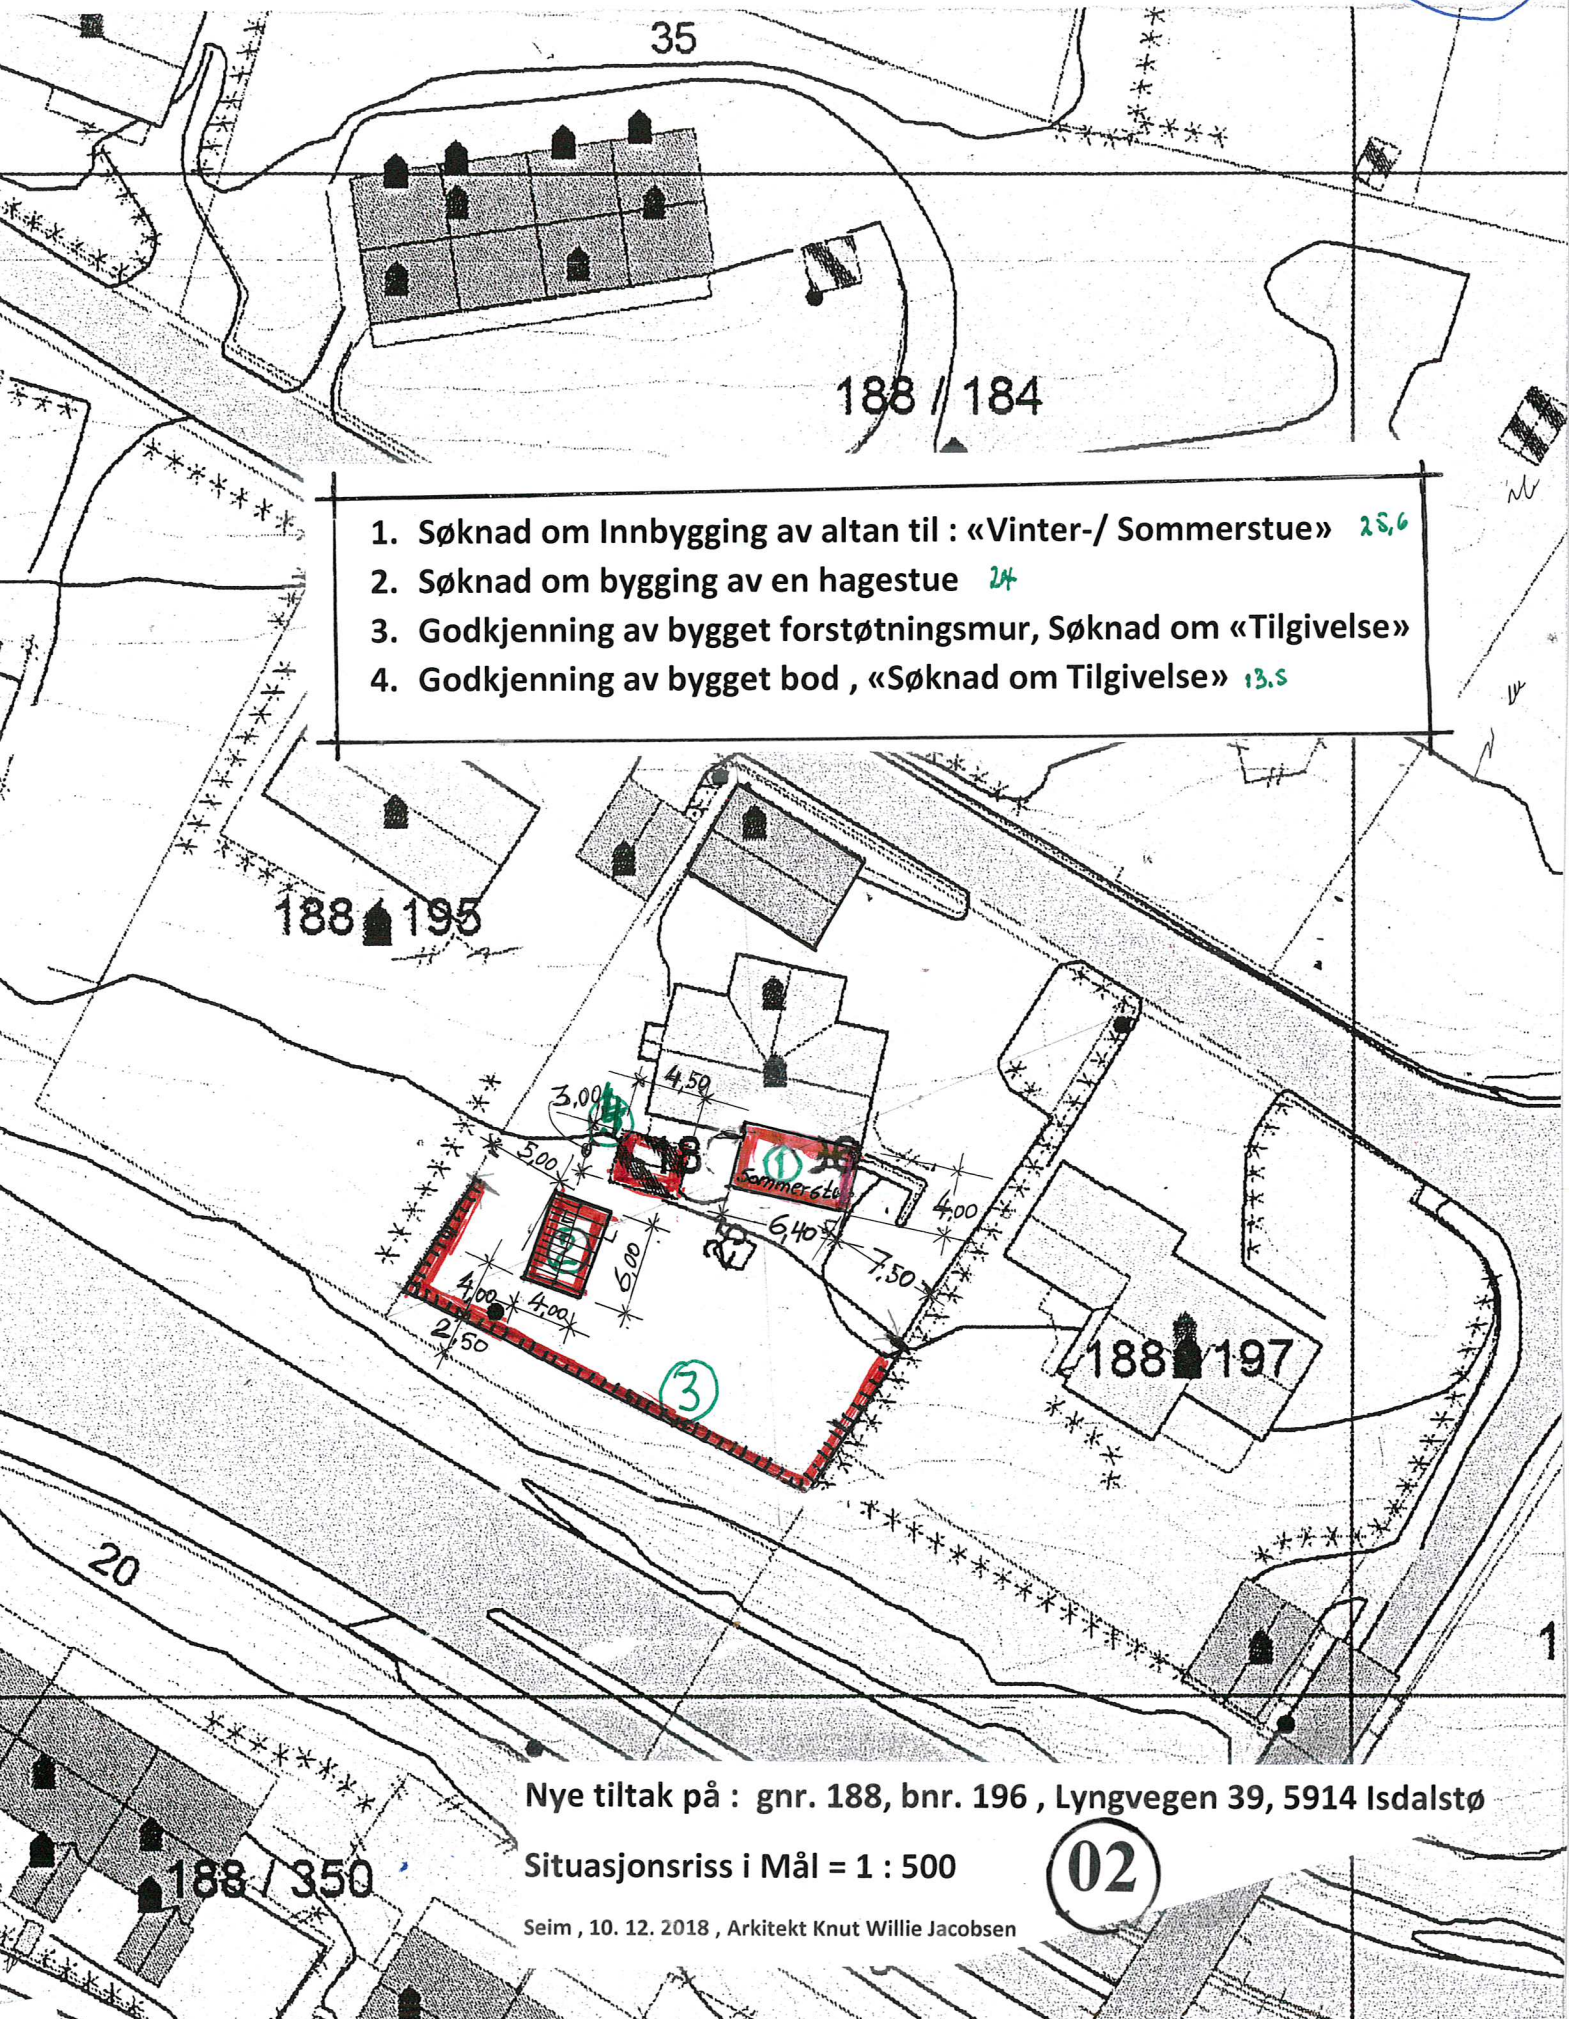 35
188 / 184
1. Søknad om Innbygging av altan til : «Vinter-/ Sommerstue» 25,6
2. Søknad om bygging av en hagestue 24
3. Godkjenning av bygget forstøtningsmur, Søknad om «Tilgivelse»
4. Godkjenning av bygget bod , «Søknad om Tilgivelse» 13.5
188 / 195
4,50
3,00
4
5,00
1
4,00
6,40
2
6,00
7,50
4,00
4,00
2,50
188 / 197
3
20
1
Nye tiltak på : gnr. 188, bnr. 196 , Lyngvegen 39, 5914 Isdalstø
Situasjonsriss i Mål = 1 : 500
02
188 / 350
Seim , 10. 12. 2018 , Arkitekt Knut Willie Jacobsen